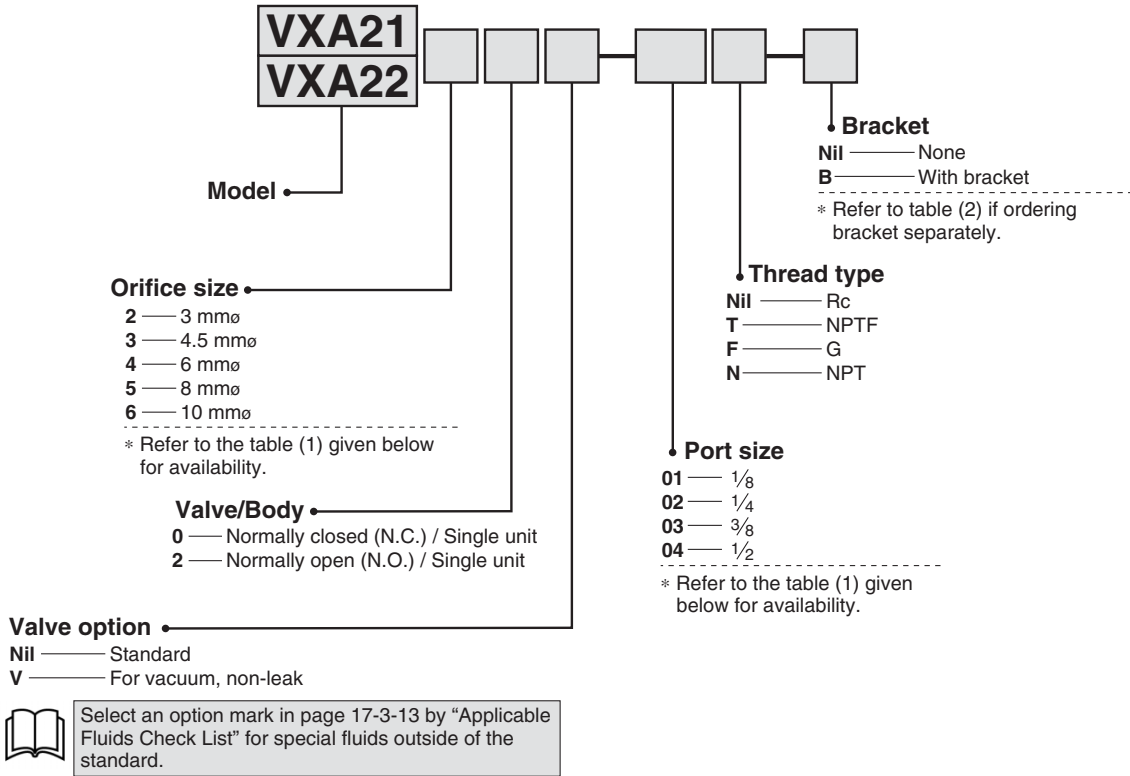 VXA21
VXA22
Model
Bracket
Nil None
B With bracket
* Refer to table (2) if ordering
bracket separately.
Orifice size
2 3 mmø
3 4.5 mmø
4 6 mmø
5 8 mmø
6 10 mmø
* Refer to the table (1) given below
for availability.
Thread type
Nil Rc
T NPTF
F G
N NPT
Port size
01 1/8
02 1/4
03 3/8
04 1/2
* Refer to the table (1) given
below for availability.
Valve/Body
0 Normally closed (N.C.) / Single unit
2 Normally open (N.O.) / Single unit
Valve option
Nil Standard
V For vacuum, non-leak
Select an option mark in page 17-3-13 by “Applicable
Fluids Check List” for special fluids outside of the
standard.